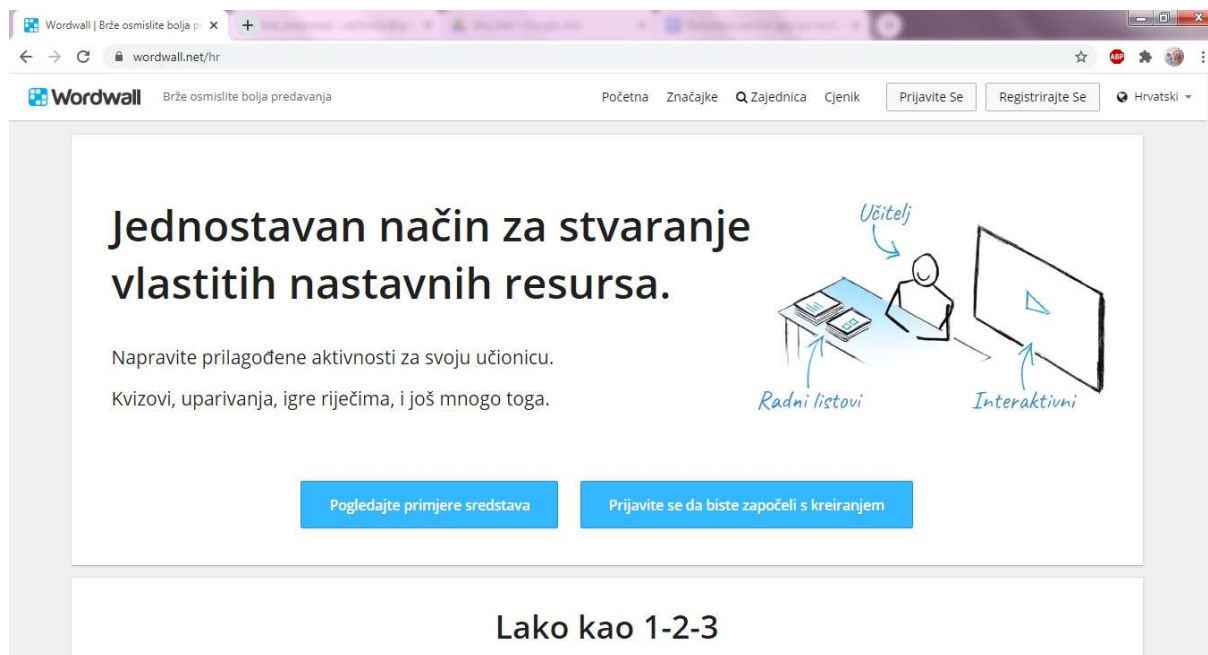 Wordwall | Brže osmislite bolja p
wordwall.net/hr
ABP
Wordwall Brže osmislite bolja predavanja Početna Značajke Zajednica Cjenik Prijavite Se Registrirajte Se Hrvatski
Jednostavan način za stvaranje
vlastitih nastavnih resursa.
Napravite prilagođene aktivnosti za svoju učionicu.
Kvizovi, uparivanja, igre riječima, i još mnogo toga.
Učitelj
Radni listovi
Interaktivni
Pogledajte primjere sredstava
Prijavite se da biste započeli s kreiranjem
Lako kao 1-2-3